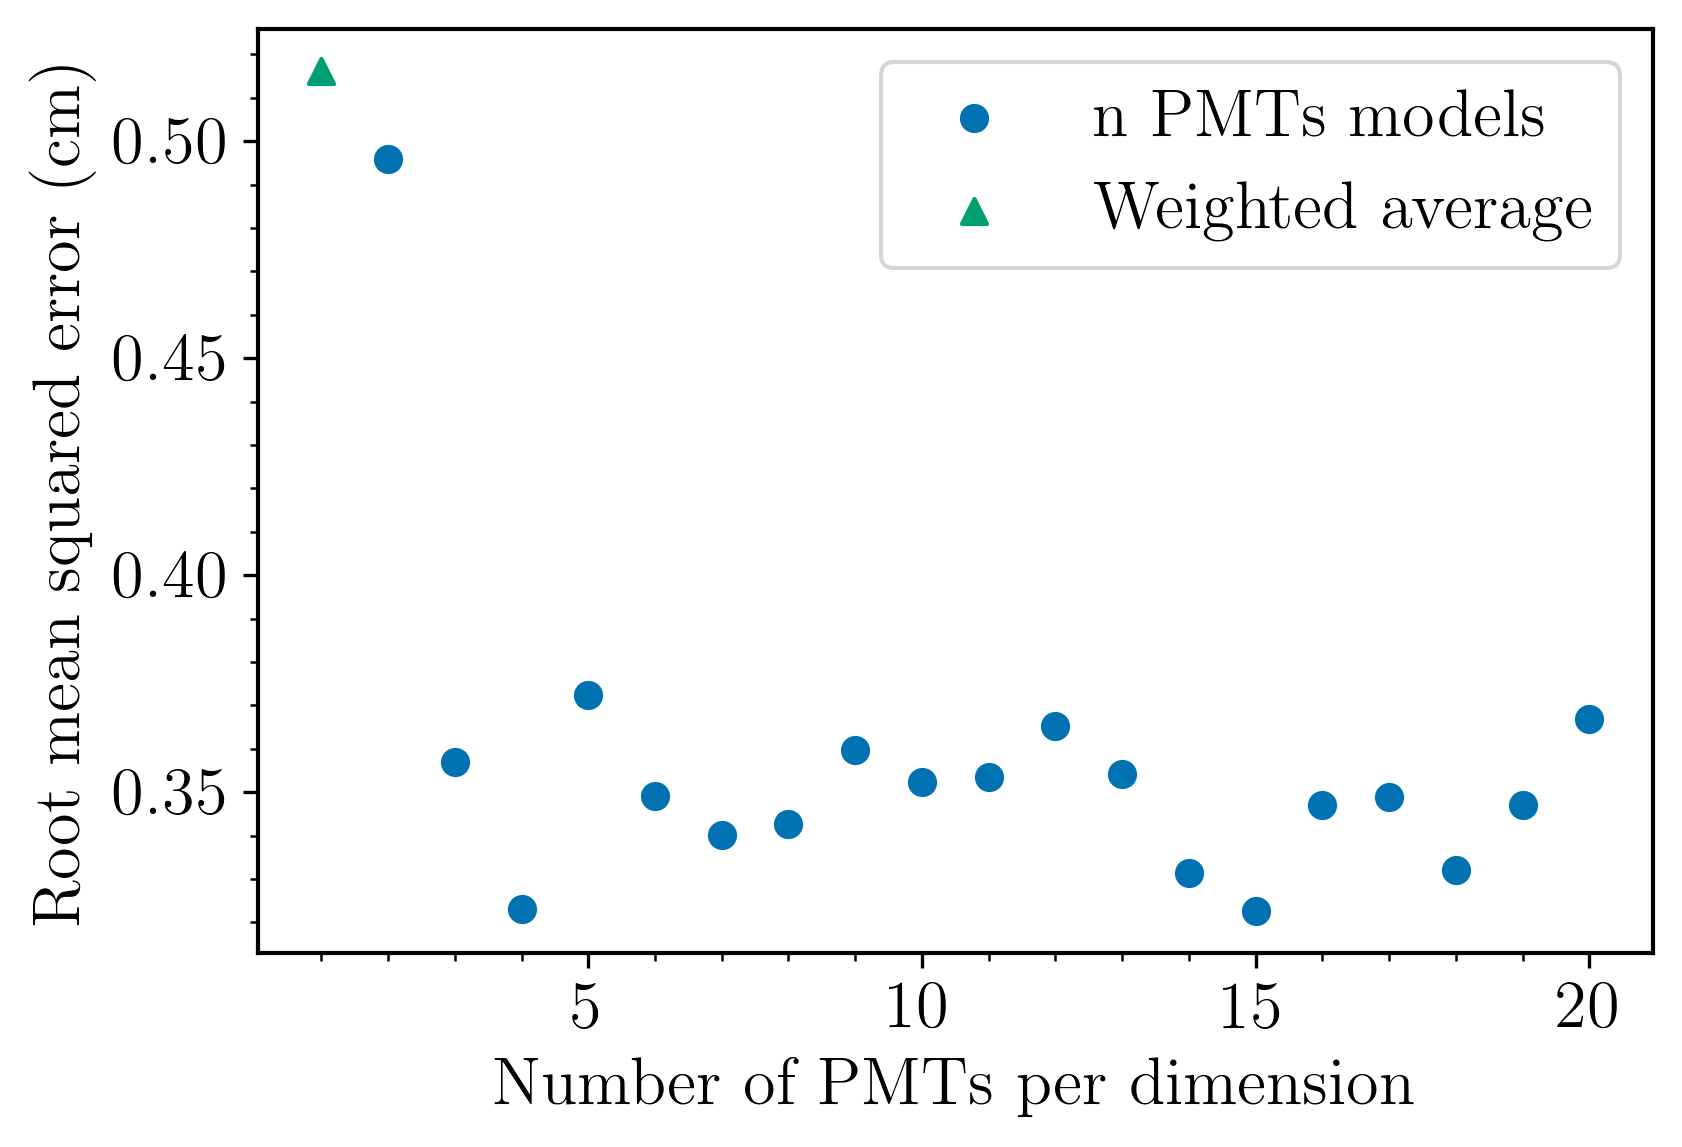 Root mean squared error (cm)
0.50
0.45
0.40
0.35
n PMTs models
Weighted average
5 10 15 20
Number of PMTs per dimension